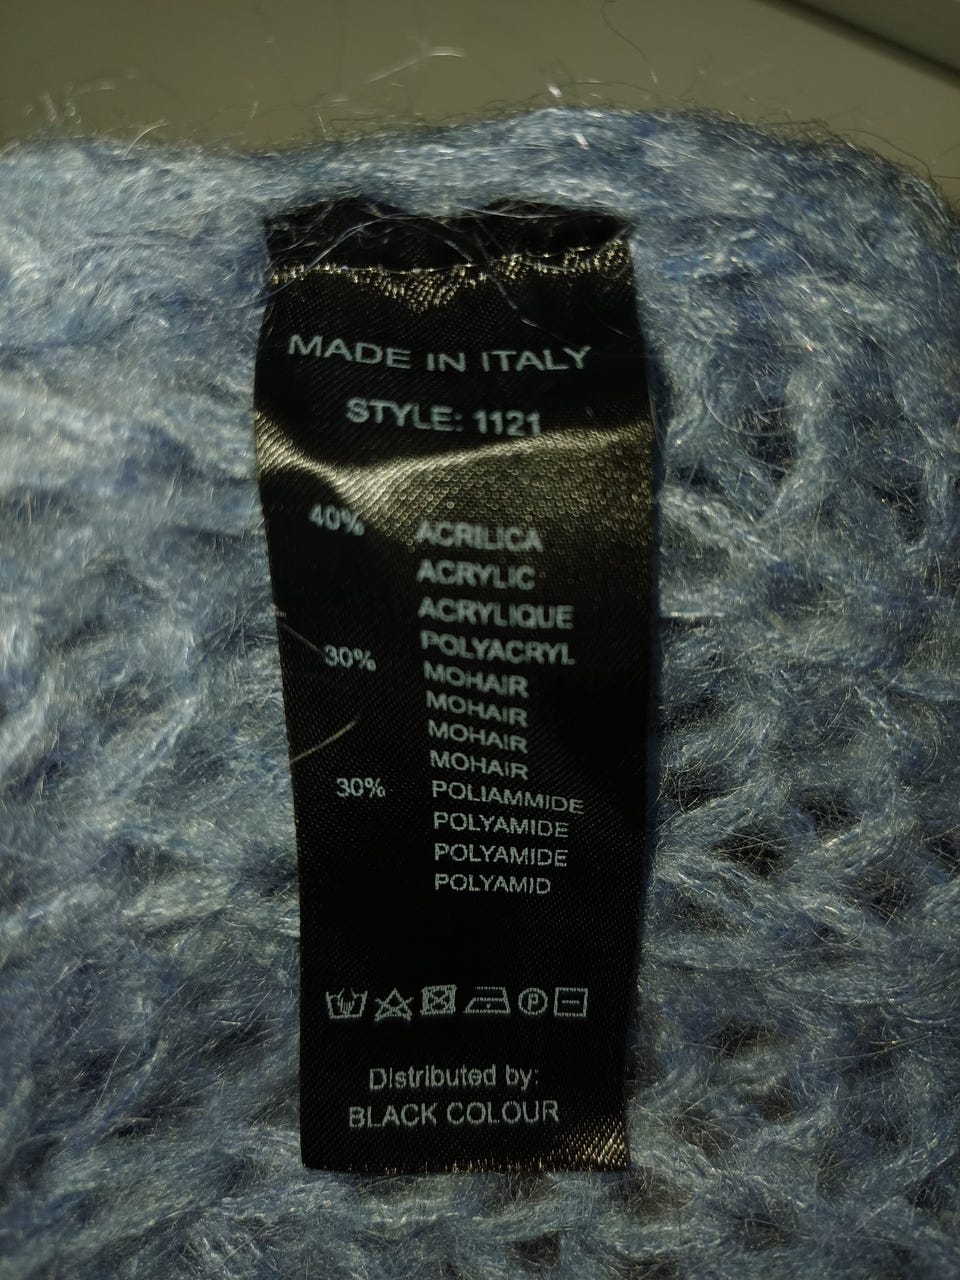 MADE IN ITALY
STYLE: 1121
40% ACRILICA
ACRYLIC
ACRYLIQUE
POLYACRYL
30% MOHAIR
MOHAIR
MOHAIR
MOHAIR
30% POLIAMMIDE
POLYAMIDE
POLYAMIDE
POLYAMID
P
Distributed by:
BLACK COLOUR